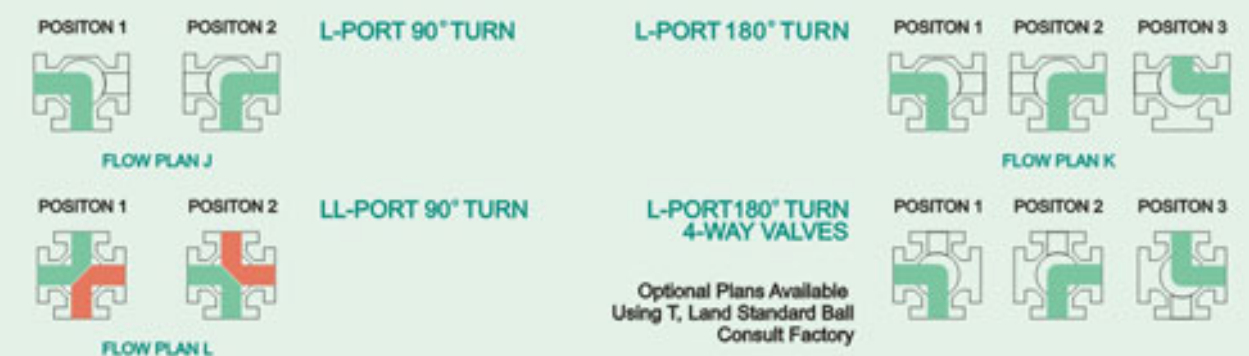 POSITON 1
POSITON 2
L-PORT 90° TURN
FLOW PLAN J
L-PORT 180° TURN
POSITON 1
POSITON 2
POSITON 3
FLOW PLAN K
POSITON 1
POSITON 2
LL-PORT 90° TURN
FLOW PLAN L
L-PORT180° TURN
4-WAY VALVES
Optional Plans Available
Using T, Land Standard Ball
Consult Factory
POSITON 1
POSITON 2
POSITON 3